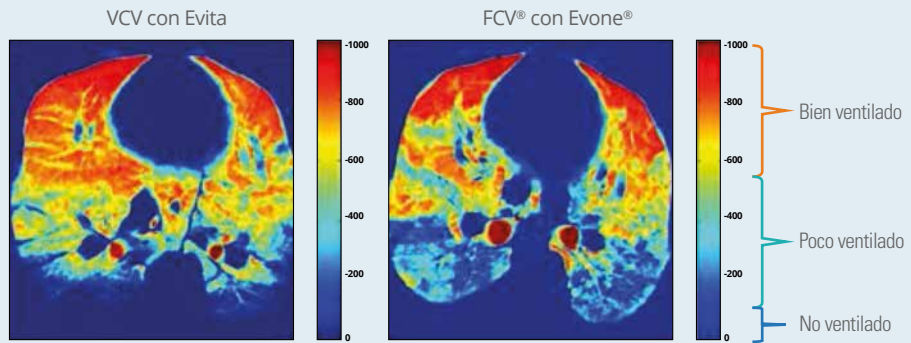 VCV con Evita
FCV® con Evone®
-1000
-800
-600
-400
-200
0
-1000
-800
-600
-400
-200
0
Bien ventilado
Poco ventilado
No ventilado